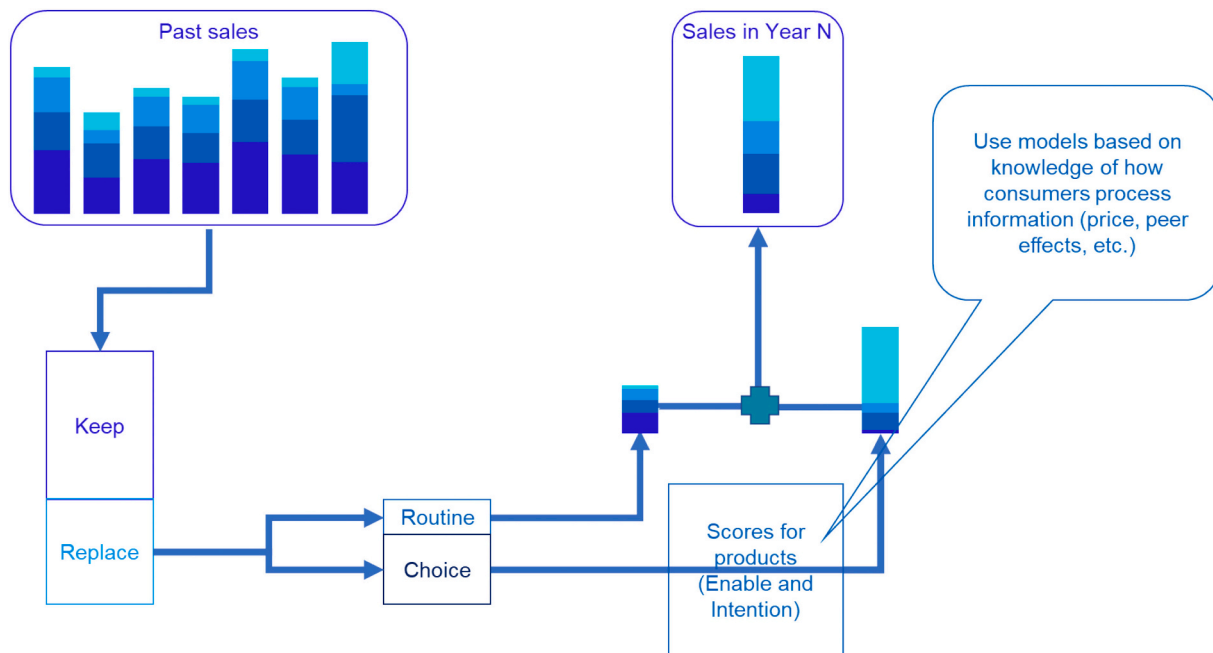 Past sales
Sales in Year N
Use models based on
knowledge of how
consumers process
information (price, peer
effects, etc.)
Keep
Replace
Routine
Choice
Scores for
products
(Enable and
Intention)